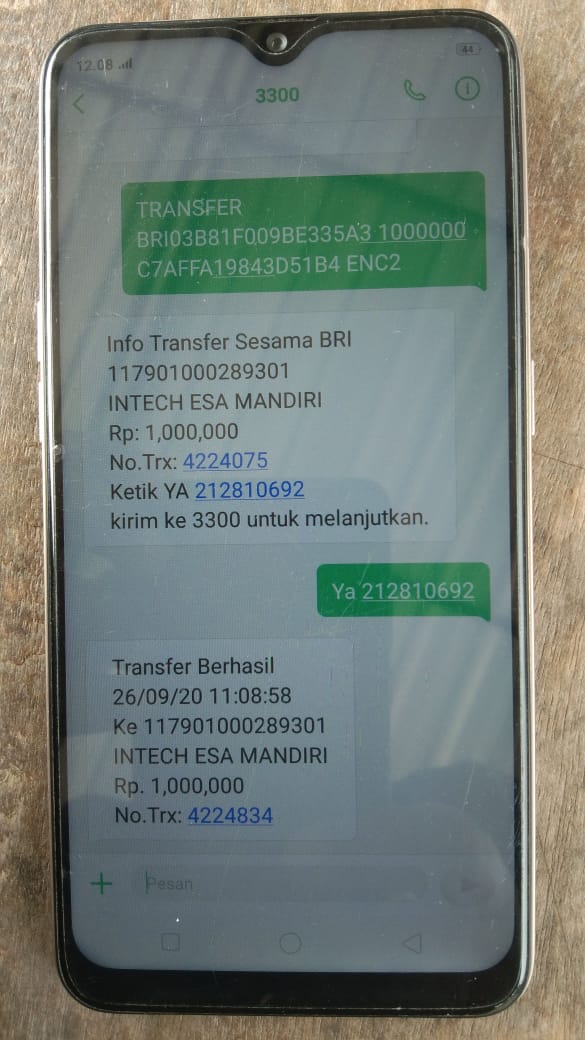 12.08
44
3300
TRANSFER
BRI03B81F009BE335A3 1000000
C7AFFA19843D51B4 ENC2
Info Transfer Sesama BRI
117901000289301
INTECH ESA MANDIRI
Rp: 1,000,000
No.Trx: 4224075
Ketik YA 212810692
kirim ke 3300 untuk melanjutkan.
Ya 212810692
Transfer Berhasil
26/09/20 11:08:58
Ke 117901000289301
INTECH ESA MANDIRI
Rp. 1,000,000
No.Trx: 4224834
Pesan